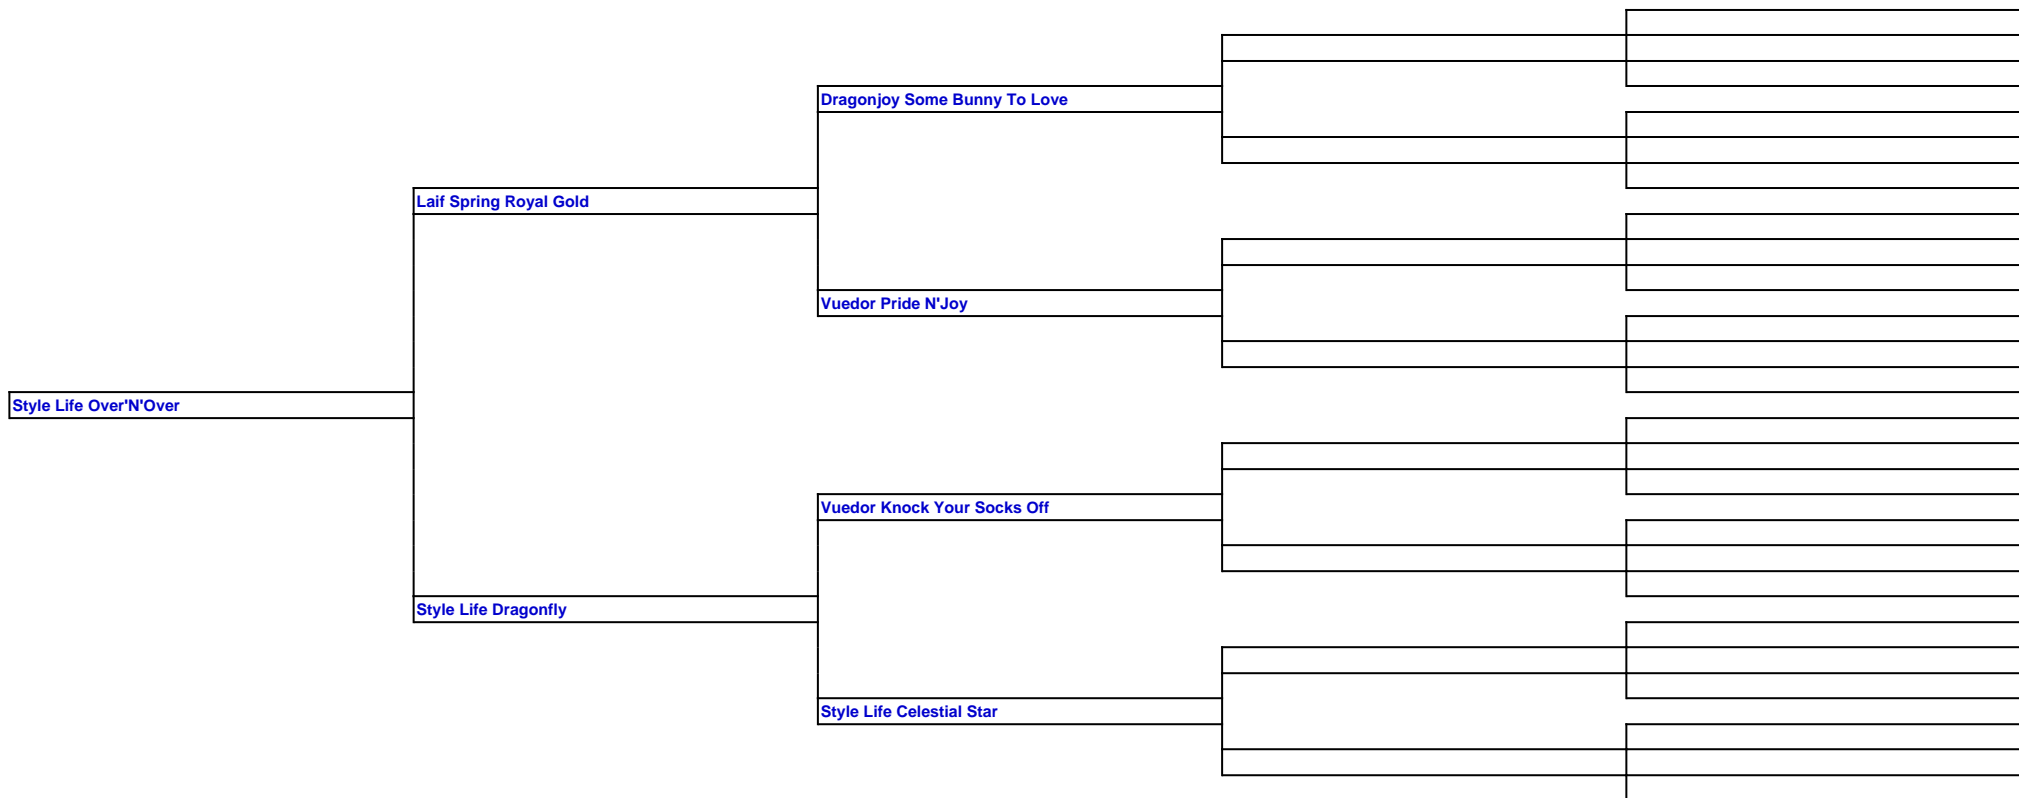 Dragonjoy Some Bunny To Love
Laif Spring Royal Gold
Vuedor Pride N'Joy
Style Life Over'N'Over
Vuedor Knock Your Socks Off
Style Life Dragonfly
Style Life Celestial Star